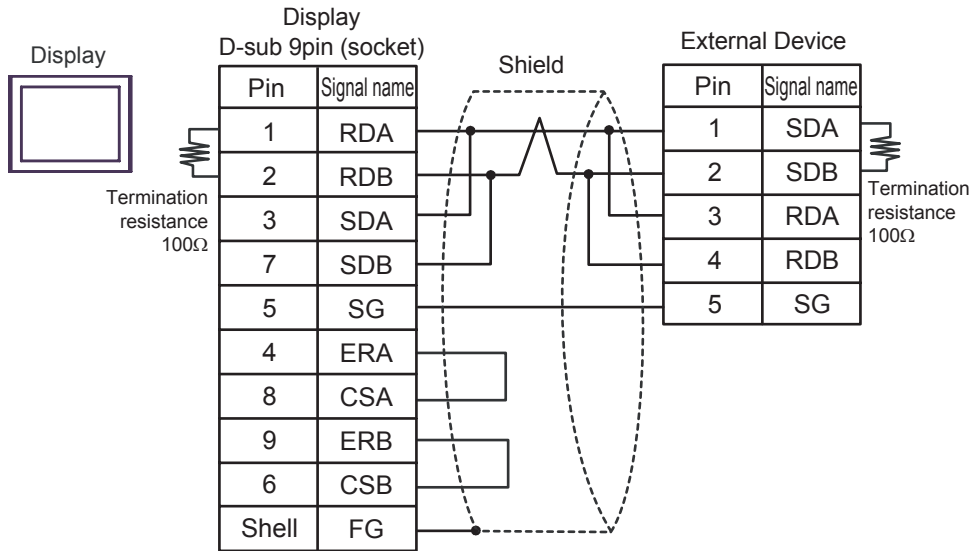 Display
Display
D-sub 9pin (socket)
Pin Signal name
1 RDA
2 RDB
3 SDA
7 SDB
5 SG
4 ERA
8 CSA
9 ERB
6 CSB
Shell FG
Termination
resistance
100Ω
Shield
External Device
Pin Signal name
1 SDA
2 SDB
3 RDA
4 RDB
5 SG
Termination
resistance
100Ω